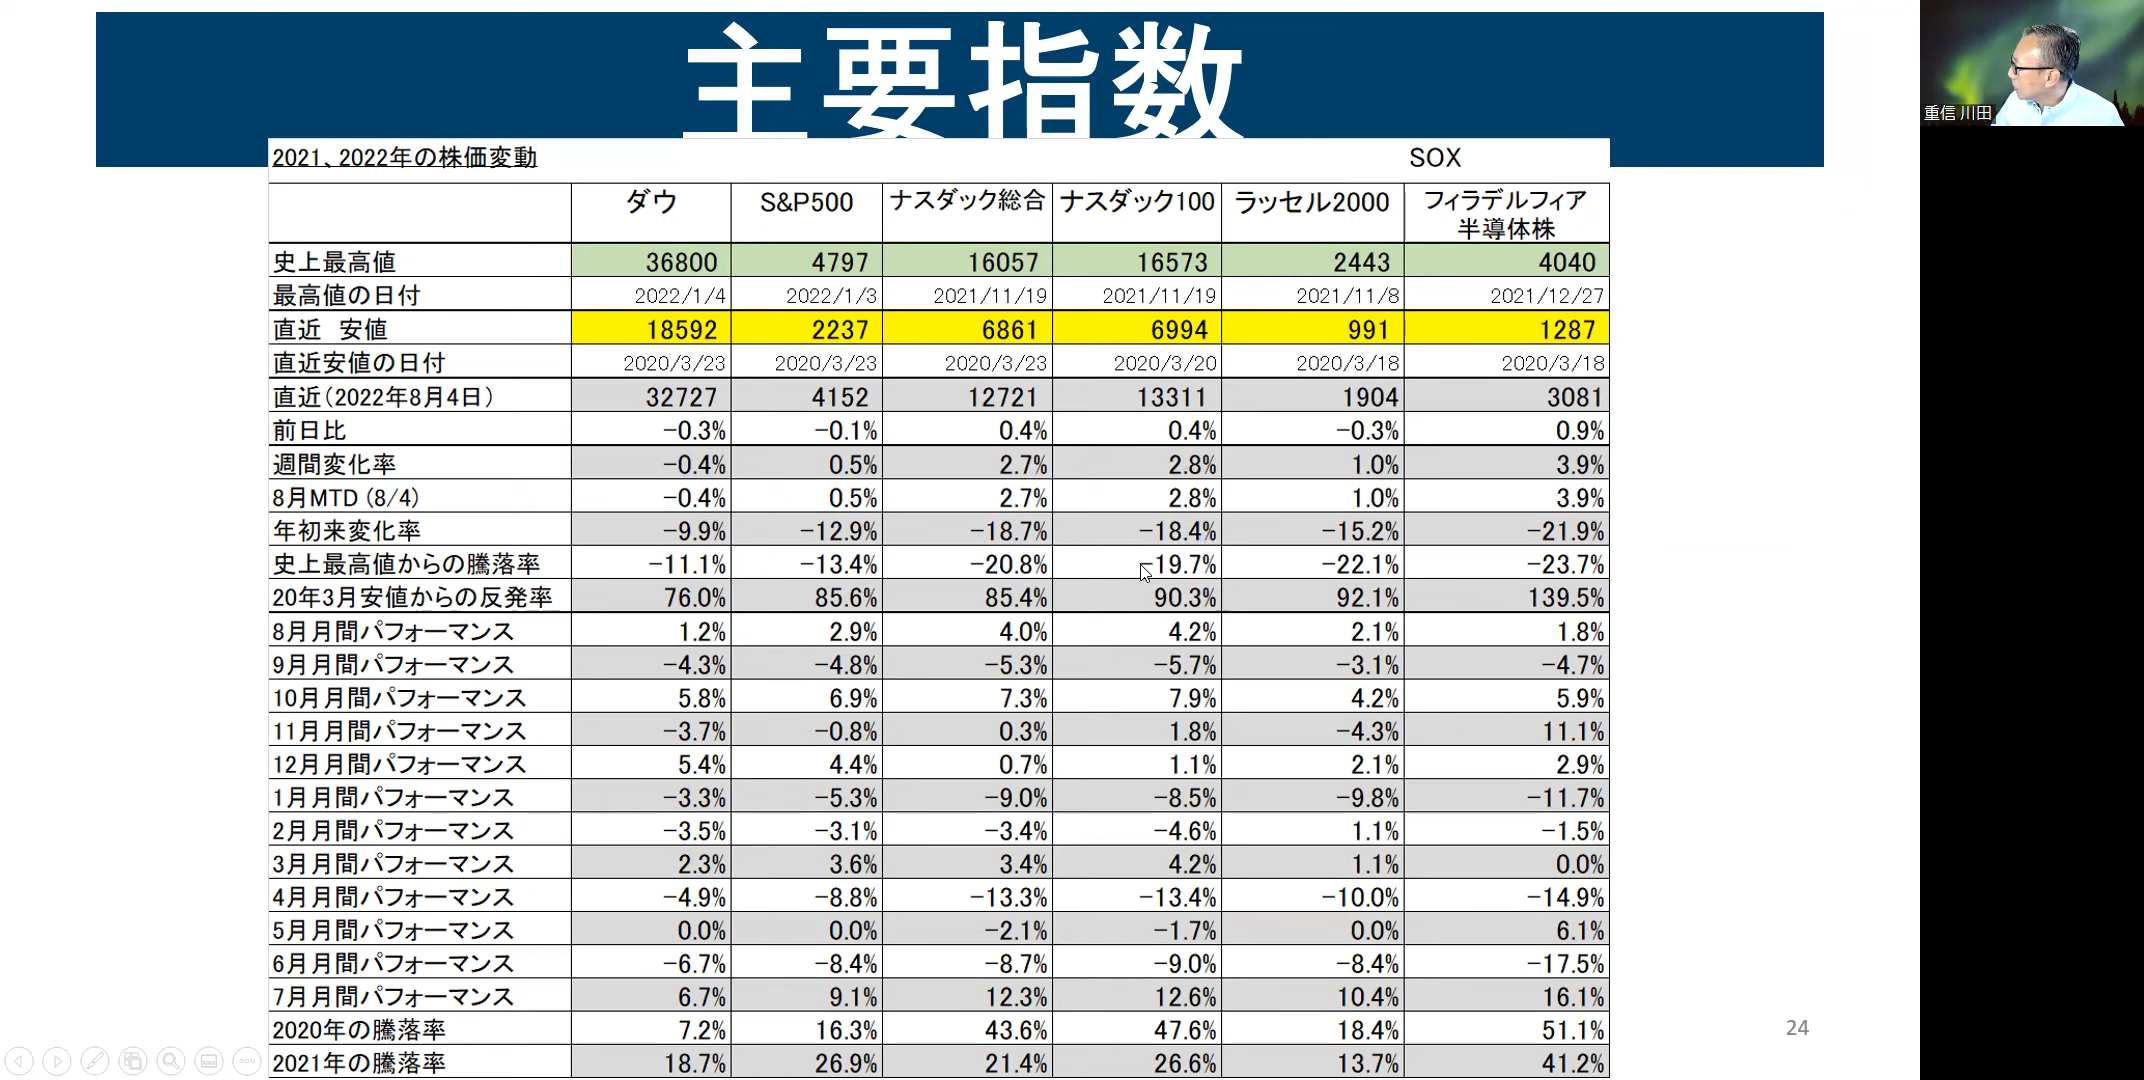 主要指数
2021、2022年の株価変動 SOX
ダウ S&P500 ナスダック総合 ナスダック100 ラッセル2000 フィラデルフィア
半導体株
史上最高値 36800 4797 16057 16573 2443 4040
最高値の日付 2022/1/4 2022/1/3 2021/11/19 2021/11/19 2021/11/8 2021/12/27
直近　安値 18592 2237 6861 6994 991 1287
直近安値の日付 2020/3/23 2020/3/23 2020/3/23 2020/3/20 2020/3/18 2020/3/18
直近（2022年8月4日） 32727 4152 12721 13311 1904 3081
前日比 −0.3% −0.1% 0.4% 0.4% −0.3% 0.9%
週間変化率 −0.4% 0.5% 2.7% 2.8% 1.0% 3.9%
8月MTD (8/4) −0.4% 0.5% 2.7% 2.8% 1.0% 3.9%
年初来変化率 −9.9% −12.9% −18.7% −18.4% −15.2% −21.9%
史上最高値からの騰落率 −11.1% −13.4% −20.8% −19.7% −22.1% −23.7%
20年3月安値からの反発率 76.0% 85.6% 85.4% 90.3% 92.1% 139.5%
8月月間パフォーマンス 1.2% 2.9% 4.0% 4.2% 2.1% 1.8%
9月月間パフォーマンス −4.3% −4.8% −5.3% −5.7% −3.1% −4.7%
10月月間パフォーマンス 5.8% 6.9% 7.3% 7.9% 4.2% 5.9%
11月月間パフォーマンス −3.7% −0.8% 0.3% 1.8% −4.3% 11.1%
12月月間パフォーマンス 5.4% 4.4% 0.7% 1.1% 2.1% 2.9%
1月月間パフォーマンス −3.3% −5.3% −9.0% −8.5% −9.8% −11.7%
2月月間パフォーマンス −3.5% −3.1% −3.4% −4.6% 1.1% −1.5%
3月月間パフォーマンス 2.3% 3.6% 3.4% 4.2% 1.1% 0.0%
4月月間パフォーマンス −4.9% −8.8% −13.3% −13.4% −10.0% −14.9%
5月月間パフォーマンス 0.0% 0.0% −2.1% −1.7% 0.0% 6.1%
6月月間パフォーマンス −6.7% −8.4% −8.7% −9.0% −8.4% −17.5%
7月月間パフォーマンス 6.7% 9.1% 12.3% 12.6% 10.4% 16.1%
2020年の騰落率 7.2% 16.3% 43.6% 47.6% 18.4% 51.1%
2021年の騰落率 18.7% 26.9% 21.4% 26.6% 13.7% 41.2%
24
重信 川田